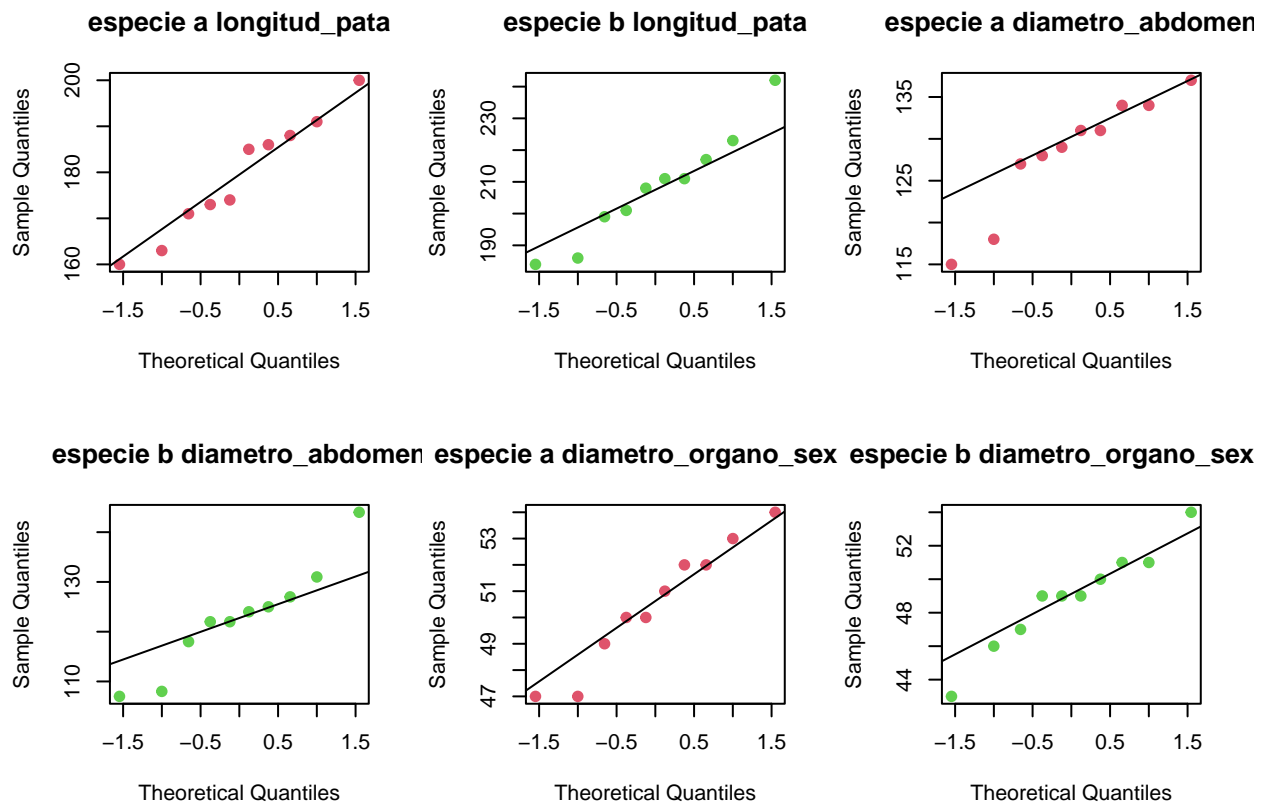 especie a longitud_pata
Sample Quantiles
160 180 200
−1.5 −0.5 0.5 1.5
Theoretical Quantiles
especie b longitud_pata
Sample Quantiles
190 210 230
−1.5 −0.5 0.5 1.5
Theoretical Quantiles
especie a diametro_abdomen
Sample Quantiles
115 125 135
−1.5 −0.5 0.5 1.5
Theoretical Quantiles
especie b diametro_abdomen
Sample Quantiles
110 130
−1.5 −0.5 0.5 1.5
Theoretical Quantiles
especie a diametro_organo_sex
Sample Quantiles
47 49 51 53
−1.5 −0.5 0.5 1.5
Theoretical Quantiles
especie b diametro_organo_sex
Sample Quantiles
44 48 52
−1.5 −0.5 0.5 1.5
Theoretical Quantiles